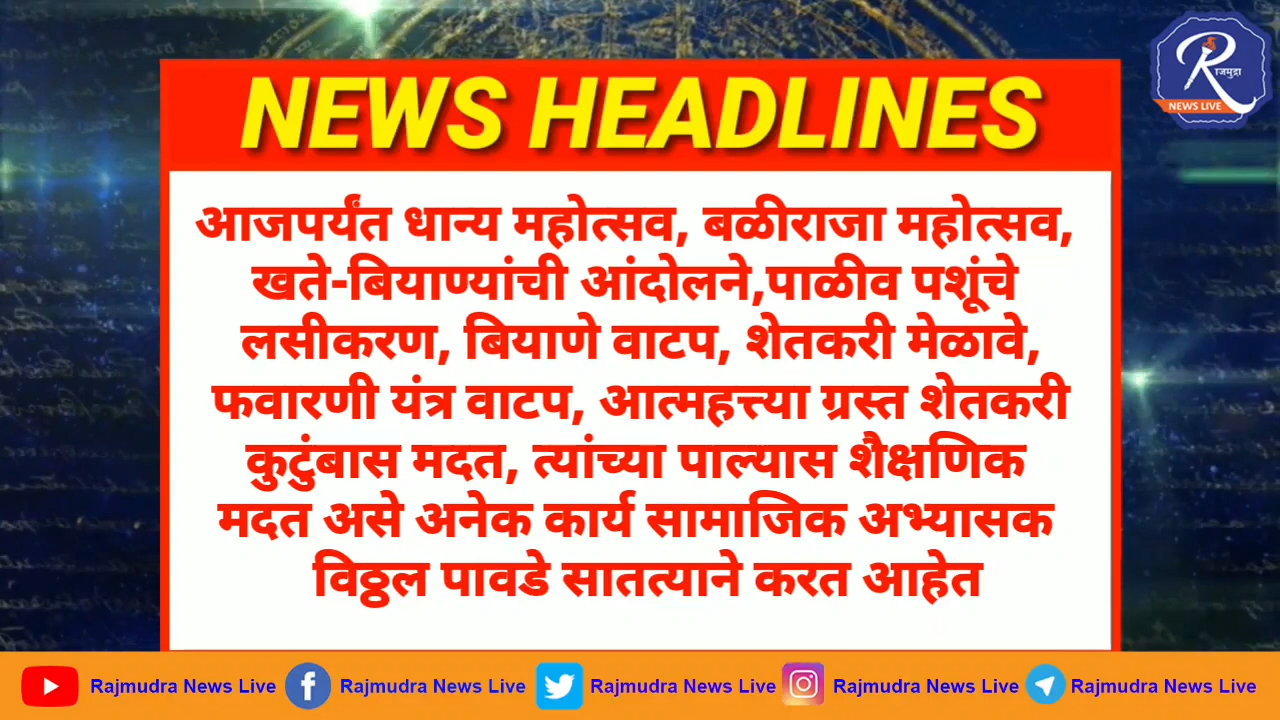 राजमुद्रा
NEWS LIVE
NEWS HEADLINES
आजपर्यंत धान्य महोत्सव, बळीराजा महोत्सव,
खते-बियाण्यांची आंदोलने,पाळीव पशूंचे
लसीकरण, बियाणे वाटप, शेतकरी मेळावे,
फवारणी यंत्र वाटप, आत्महत्त्या ग्रस्त शेतकरी
कुटुंबास मदत, त्यांच्या पाल्यास शैक्षणिक
मदत असे अनेक कार्य सामाजिक अभ्यासक
विठ्ठल पावडे सातत्याने करत आहेत
Rajmudra News Live Rajmudra News Live Rajmudra News Live Rajmudra News Live Rajmudra News Live